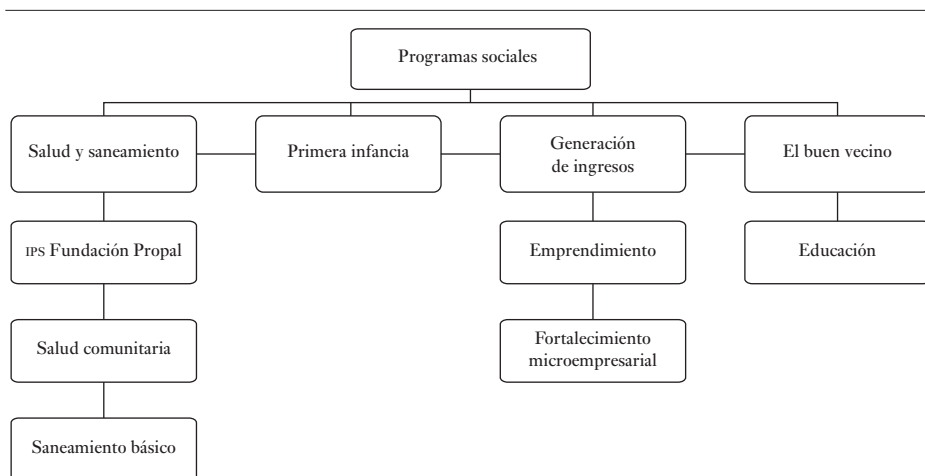 Programas sociales
Salud y saneamiento
Primera infancia
Generación
de ingresos
El buen vecino
IPS Fundación Propal
Emprendimiento
Educación
Salud comunitaria
Fortalecimiento
microempresarial
Saneamiento básico